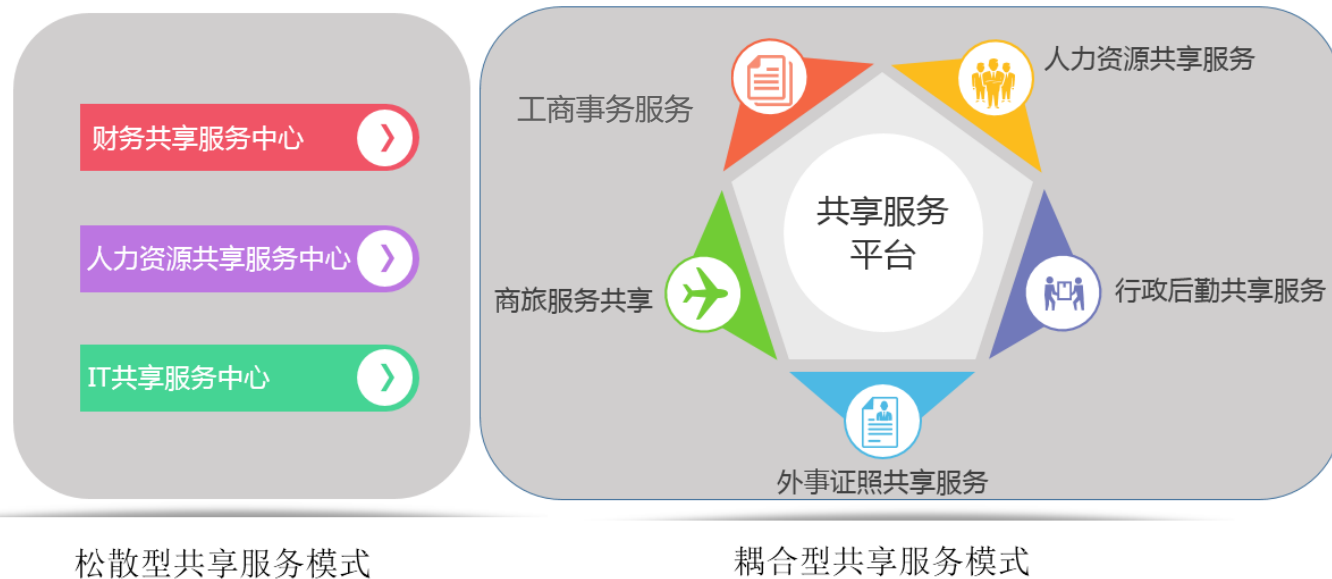 财务共享服务中心
人力资源共享服务中心
IT共享服务中心
松散型共享服务模式
工商事务服务
人力资源共享服务
共享服务
平台
商旅服务共享
行政后勤共享服务
外事证照共享服务
耦合型共享服务模式